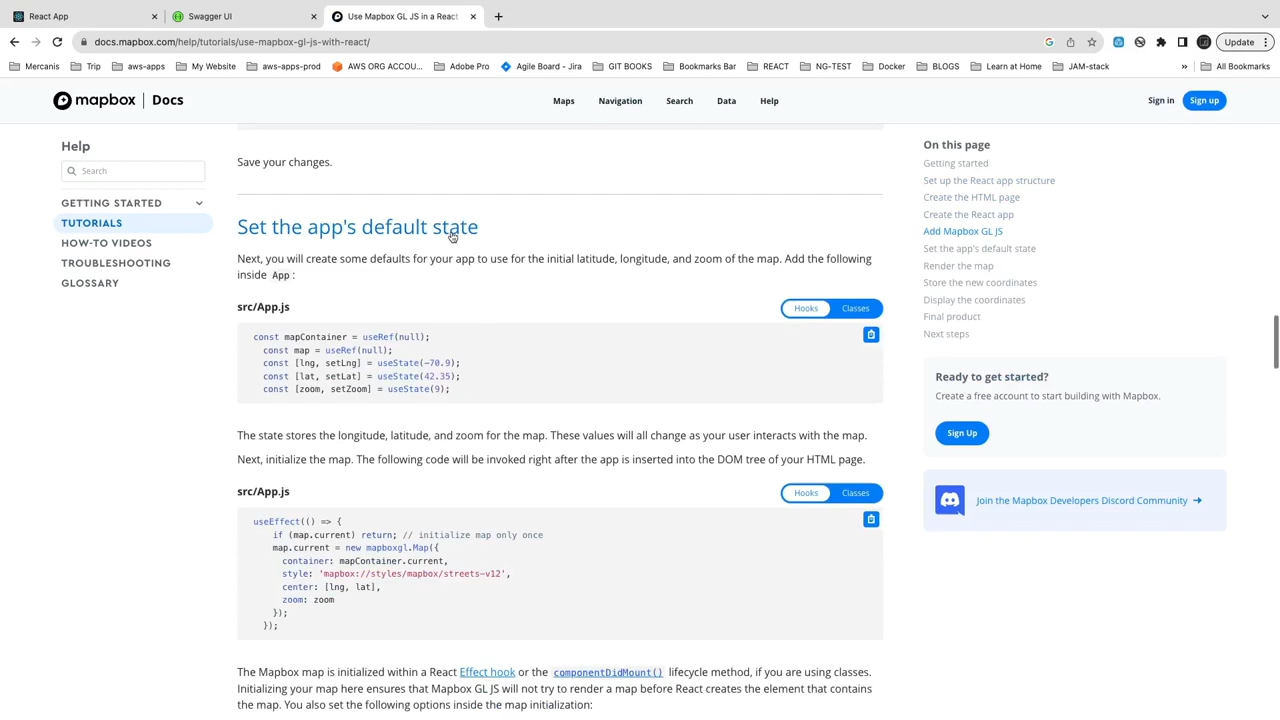 React App
Swagger UI
Use Mapbox GL JS in a React
docs.mapbox.com/help/tutorials/use-mapbox-gl-js-with-react/
Update
Mercanis
Trip
aws-apps
My Website
aws-apps-prod
AWS ORG ACCOU...
Adobe Pro
Agile Board - Jira
GIT BOOKS
Bookmarks Bar
REACT
NG-TEST
Docker
BLOGS
Learn at Home
JAM-stack
»
All Bookmarks
mapbox | Docs
Maps
Navigation
Search
Data
Help
Sign in
Sign up
Help
Search
GETTING STARTED
TUTORIALS
HOW-TO VIDEOS
TROUBLESHOOTING
GLOSSARY
Save your changes.
Set the app's default state
Next, you will create some defaults for your app to use for the initial latitude, longitude, and zoom of the map. Add the following
inside App :
src/App.js
Hooks
Classes
const mapContainer = useRef(null);
const map = useRef(null);
const [lng, setLng] = useState(-70.9);
const [lat, setLat] = useState(42.35);
const [zoom, setZoom] = useState(9);
The state stores the longitude, latitude, and zoom for the map. These values will all change as your user interacts with the map.
Next, initialize the map. The following code will be invoked right after the app is inserted into the DOM tree of your HTML page.
src/App.js
Hooks
Classes
useEffect(() => {
if (map.current) return; // initialize map only once
map.current = new mapboxgl.Map({
container: mapContainer.current,
style: 'mapbox://styles/mapbox/streets-v12',
center: [lng, lat],
zoom: zoom
});
});
The Mapbox map is initialized within a React Effect hook or the componentDidMount() lifecycle method, if you are using classes.
Initializing your map here ensures that Mapbox GL JS will not try to render a map before React creates the element that contains
the map. You also set the following options inside the map initialization:
On this page
Getting started
Set up the React app structure
Create the HTML page
Create the React app
Add Mapbox GL JS
Set the app's default state
Render the map
Store the new coordinates
Display the coordinates
Final product
Next steps
Ready to get started?
Create a free account to start building with Mapbox.
Sign Up
Join the Mapbox Developers Discord Community